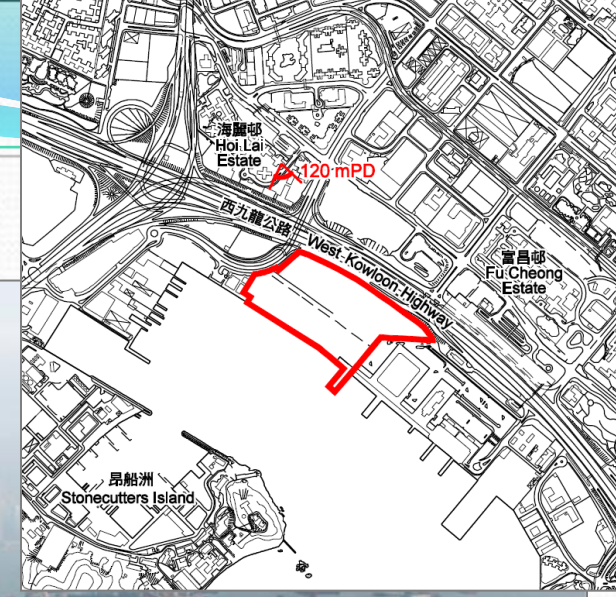 海麗邨
Hoi Lai
Estate
120 mPD
西九龍公路
West Kowloon Highway
富昌邨
Fu Cheong
Estate
昂船洲
Stonecutters Island